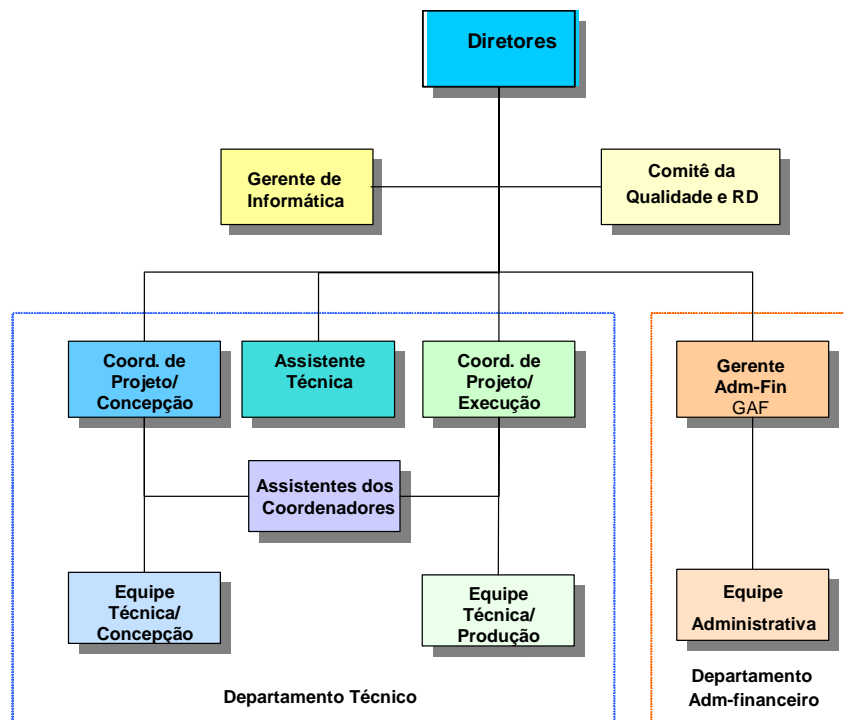 Diretores
Gerente de
Informática
Comitê da
Qualidade e RD
Coord. de
Projeto/
Concepção
Assistente
Técnica
Coord. de
Projeto/
Execução
Gerente
Adm-Fin
GAF
Assistentes dos
Coordenadores
Equipe
Técnica/
Concepção
Equipe
Técnica/
Produção
Equipe
Administrativa
Departamento Técnico
Departamento
Adm-financeiro